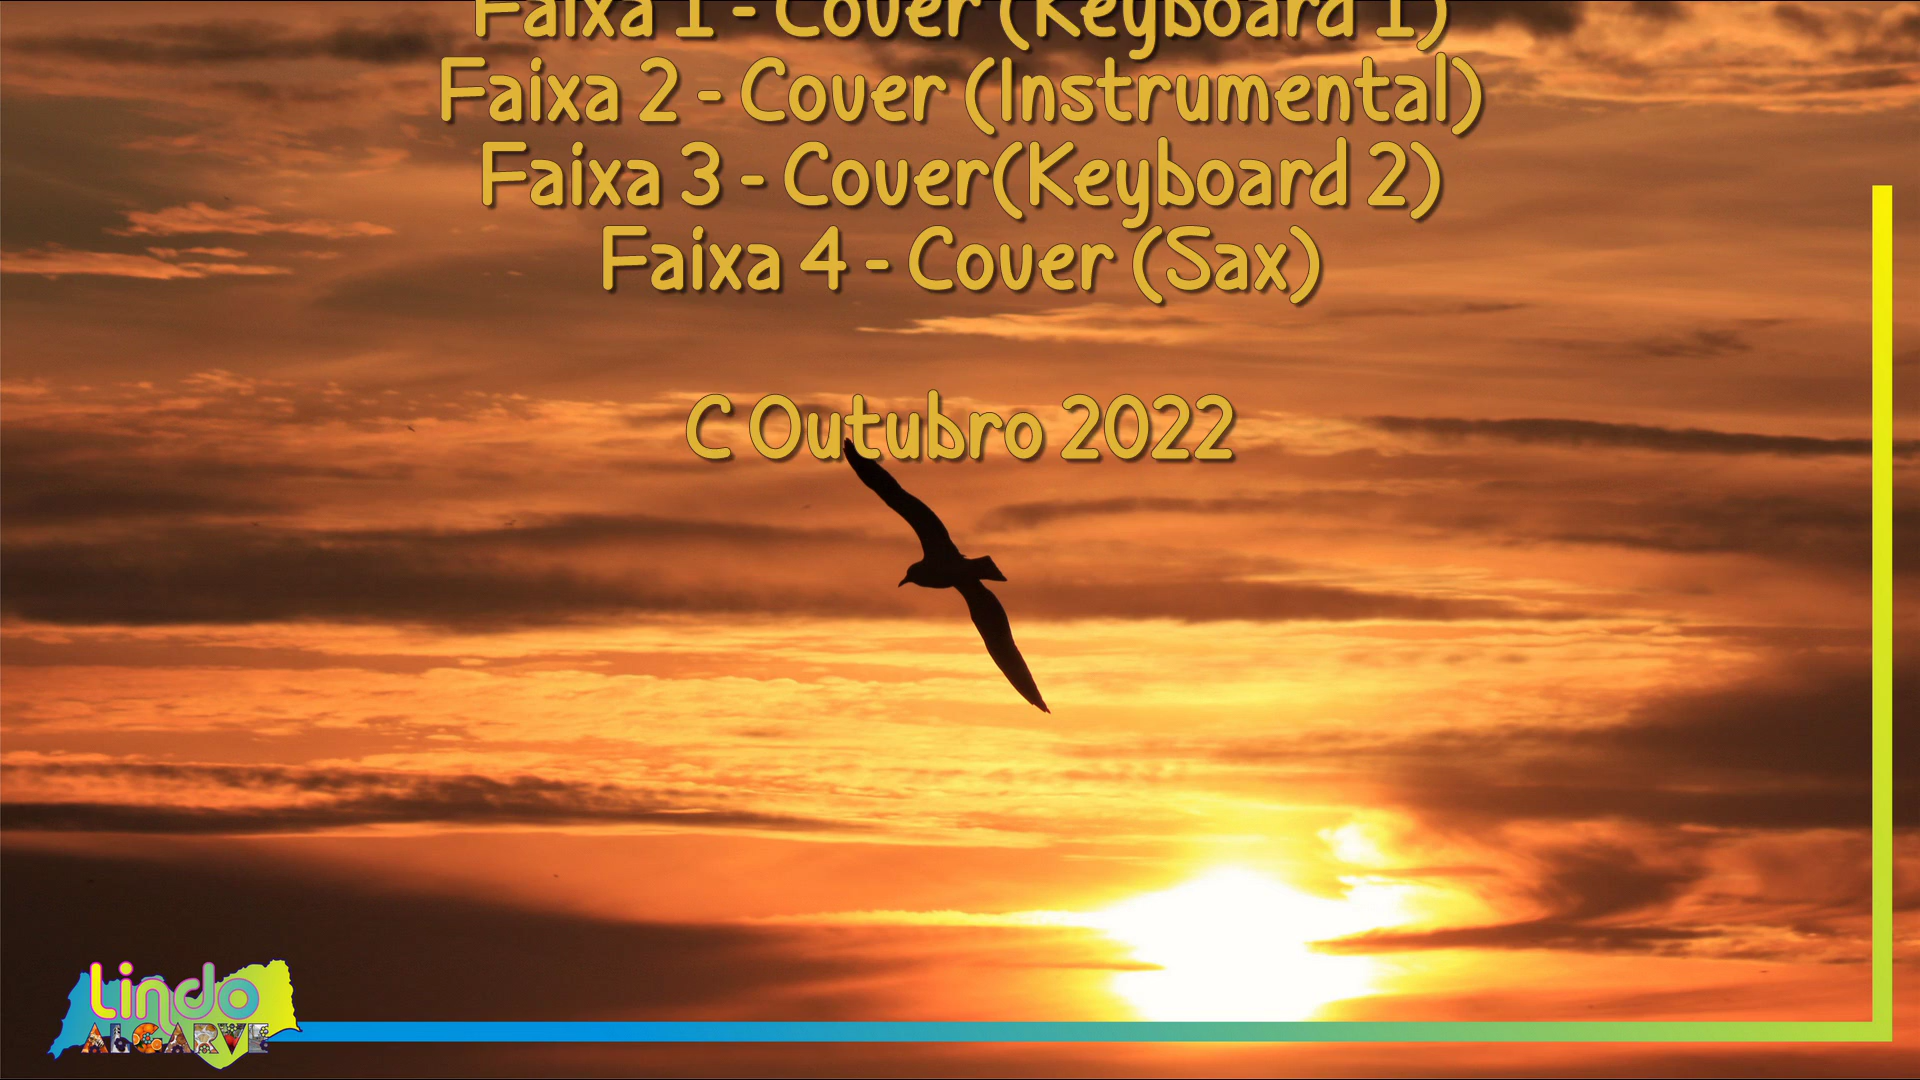 Faixa 1 - Cover (Keyboard 1)
Faixa 2 - Cover (Instrumental)
Faixa 3 - Cover(Keyboard 2)
Faixa 4 - Cover (Sax)
C Outubro 2022
Lindo
ALGARVE